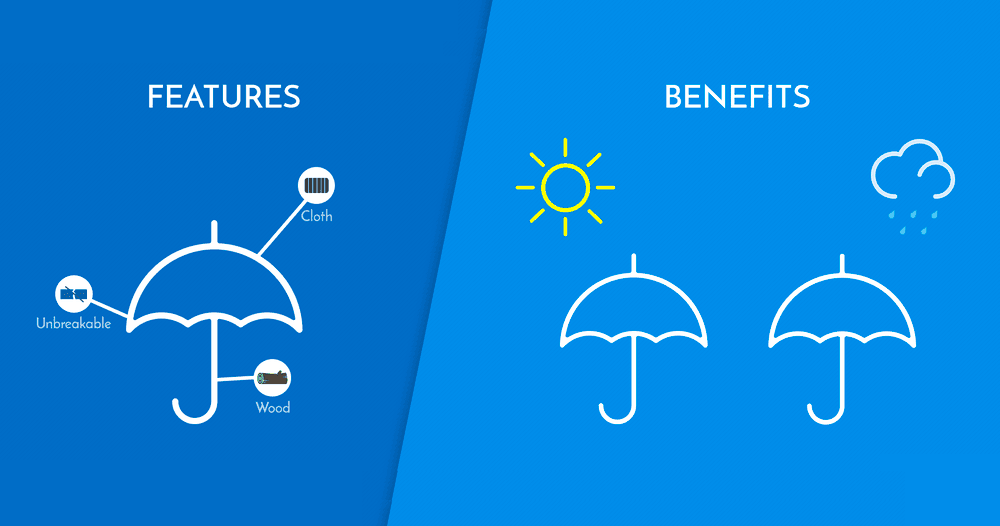 FEATURES
Cloth
Unbreakable
Wood
BENEFITS